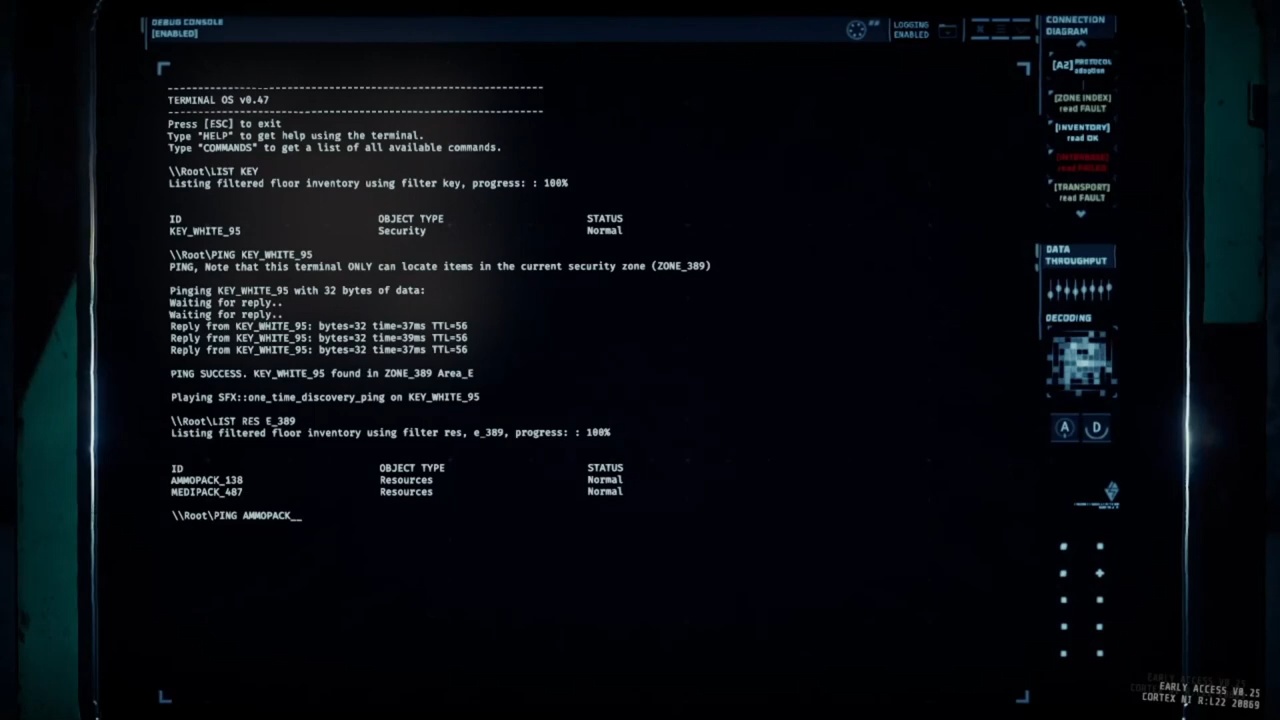 DEBUG CONSOLE
[ENABLED]
##
LOGGING
ENABLED
CONNECTION
DIAGRAM
[A2] PROTOCOL
adaption
[ZONE INDEX]
read FAULT
[INVENTORY]
read OK
read FAILED
[TRANSPORT]
read FAULT
DATA
THROUGHPUT
DECODING
A D
--------------------------------------------------------------
TERMINAL OS v0.47
--------------------------------------------------------------
Press [ESC] to exit
Type "HELP" to get help using the terminal.
Type "COMMANDS" to get a list of all available commands.
\\Root\LIST KEY
Listing filtered floor inventory using filter key, progress: : 100%
ID OBJECT TYPE STATUS
KEY_WHITE_95 Security Normal
\\Root\PING KEY_WHITE_95
PING, Note that this terminal ONLY can locate items in the current security zone (ZONE_389)
Pinging KEY_WHITE_95 with 32 bytes of data:
Waiting for reply..
Waiting for reply..
Reply from KEY_WHITE_95: bytes=32 time=37ms TTL=56
Reply from KEY_WHITE_95: bytes=32 time=39ms TTL=56
Reply from KEY_WHITE_95: bytes=32 time=37ms TTL=56
PING SUCCESS. KEY_WHITE_95 found in ZONE_389 Area_E
Playing SFX::one_time_discovery_ping on KEY_WHITE_95
\\Root\LIST RES E_389
Listing filtered floor inventory using filter res, e_389, progress: : 100%
ID OBJECT TYPE STATUS
AMMOPACK_138 Resources Normal
MEDIPACK_487 Resources Normal
\\Root\PING AMMOPACK__
EARLY ACCESS V0.25
CORTEX NI R:L22 20869